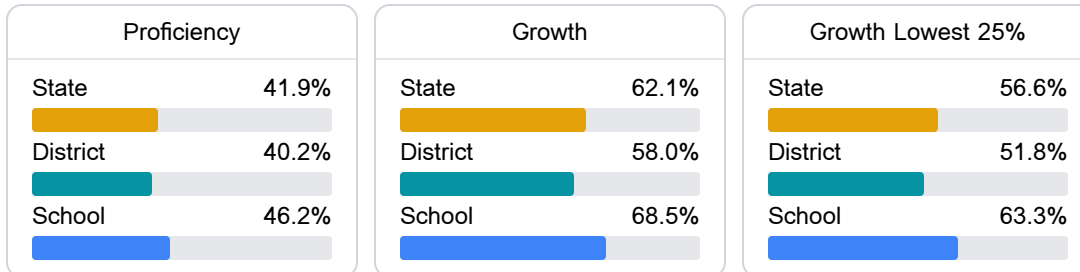 Proficiency
State 41.9%
District 40.2%
School 46.2%
Growth
State 62.1%
District 58.0%
School 68.5%
Growth Lowest 25%
State 56.6%
District 51.8%
School 63.3%